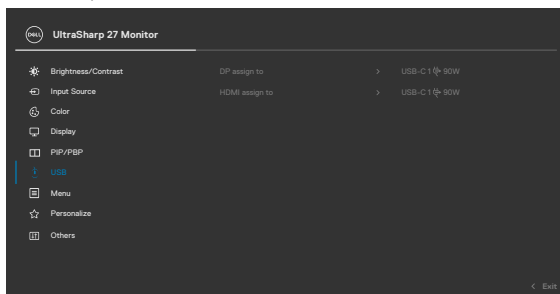 DELL
UltraSharp 27 Monitor
Brightness/Contrast
DP assign to > USB-C 1 90W
Input Source
HDMI assign to > USB-C 1 90W
Color
Display
PIP/PBP
USB
Menu
Personalize
Others
< Exit